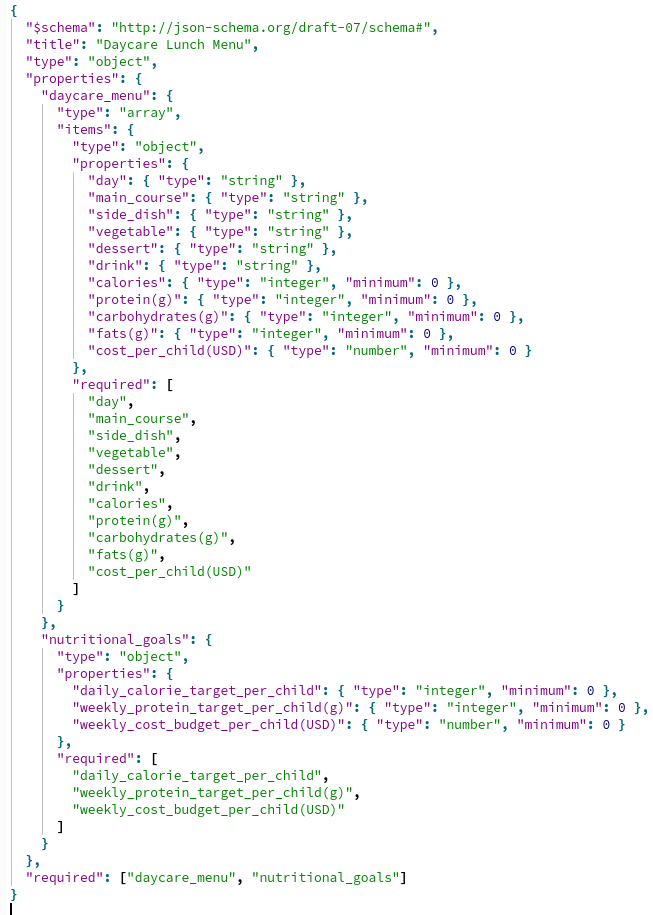 {
  "$schema": "http://json-schema.org/draft-07/schema#",
  "title": "Daycare Lunch Menu",
  "type": "object",
  "properties": {
    "daycare_menu": {
      "type": "array",
      "items": {
        "type": "object",
        "properties": {
          "day": { "type": "string" },
          "main_course": { "type": "string" },
          "side_dish": { "type": "string" },
          "vegetable": { "type": "string" },
          "dessert": { "type": "string" },
          "drink": { "type": "string" },
          "calories": { "type": "integer", "minimum": 0 },
          "protein(g)": { "type": "integer", "minimum": 0 },
          "carbohydrates(g)": { "type": "integer", "minimum": 0 },
          "fats(g)": { "type": "integer", "minimum": 0 },
          "cost_per_child(USD)": { "type": "number", "minimum": 0 }
        },
        "required": [
          "day",
          "main_course",
          "side_dish",
          "vegetable",
          "dessert",
          "drink",
          "calories",
          "protein(g)",
          "carbohydrates(g)",
          "fats(g)",
          "cost_per_child(USD)"
        ]
      }
    },
    "nutritional_goals": {
      "type": "object",
      "properties": {
        "daily_calorie_target_per_child": { "type": "integer", "minimum": 0 },
        "weekly_protein_target_per_child(g)": { "type": "integer", "minimum": 0 },
        "weekly_cost_budget_per_child(USD)": { "type": "number", "minimum": 0 }
      },
      "required": [
        "daily_calorie_target_per_child",
        "weekly_protein_target_per_child(g)",
        "weekly_cost_budget_per_child(USD)"
      ]
    }
  },
  "required": ["daycare_menu", "nutritional_goals"]
}